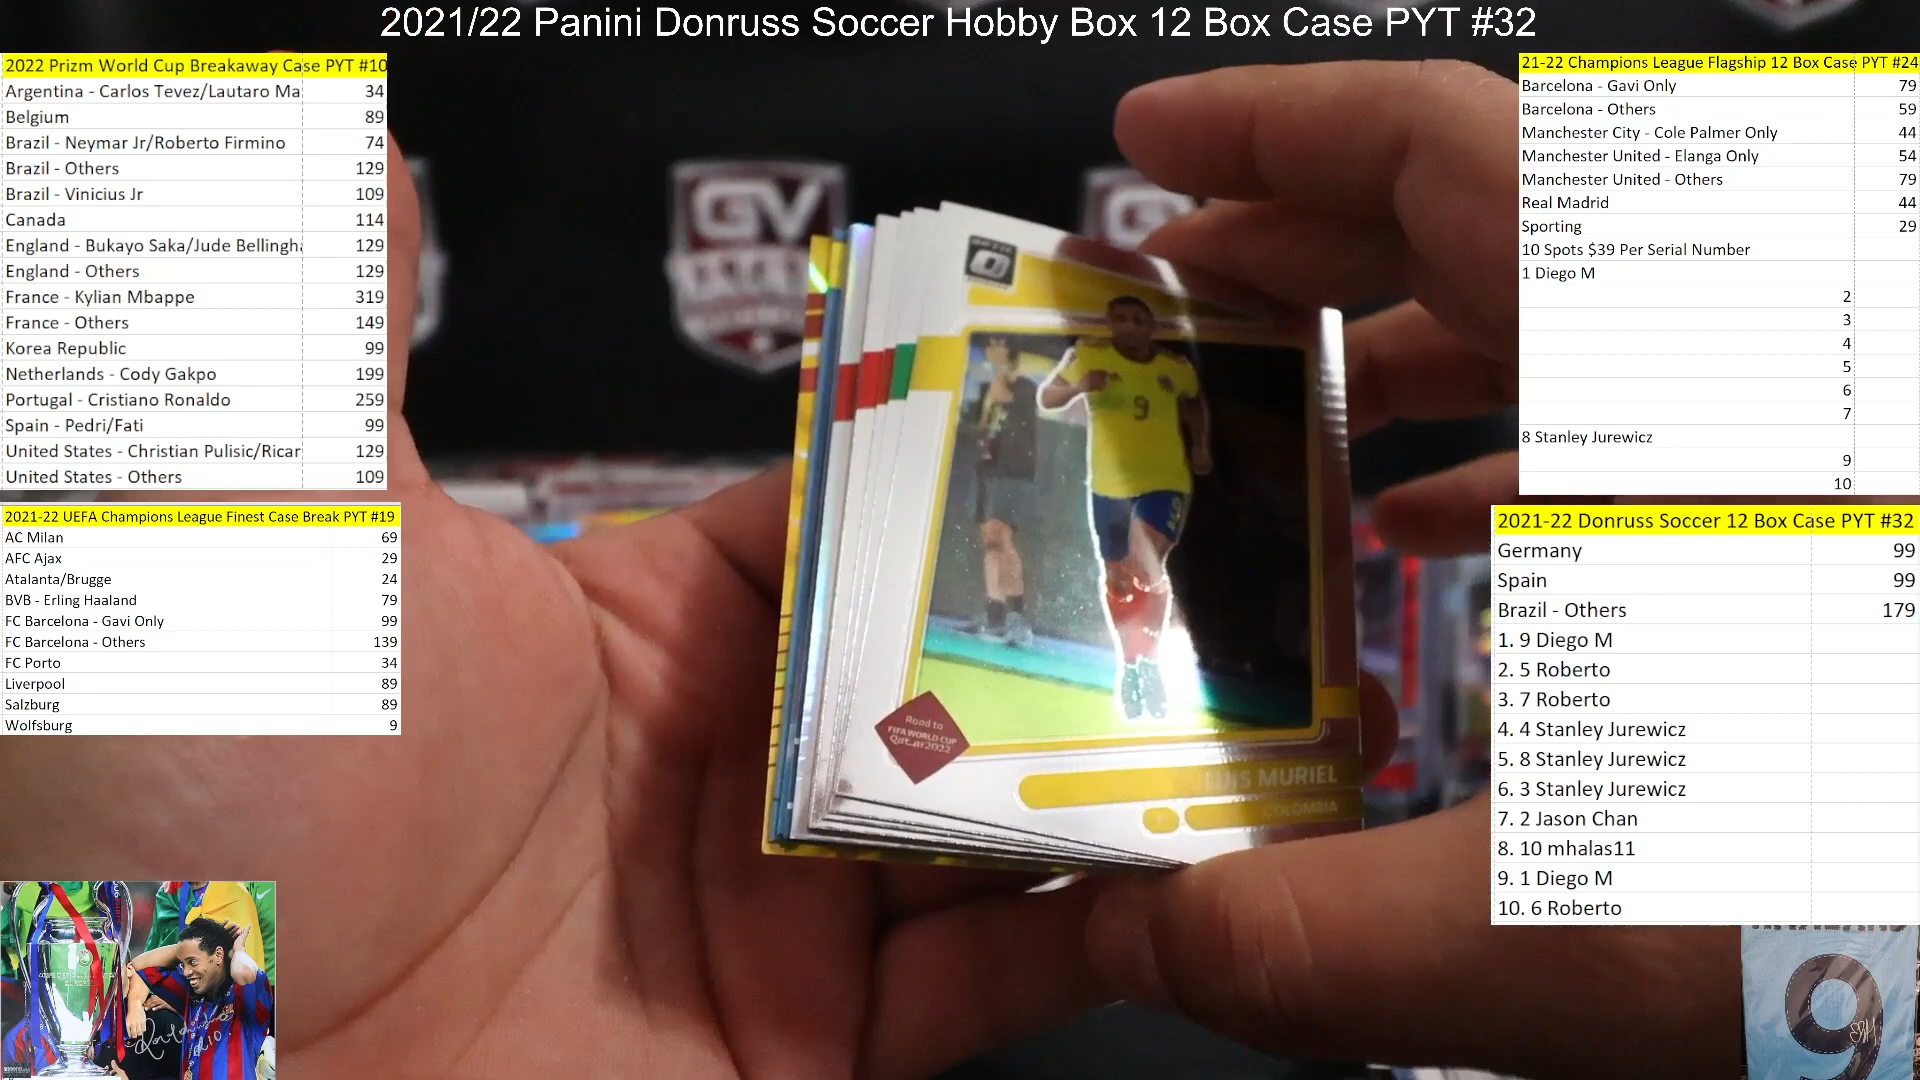 2021/22 Panini Donruss Soccer Hobby Box 12 Box Case PYT #32
2022 Prizm World Cup Breakaway Case PYT #10
Argentina - Carlos Tevez/Lautaro Ma 34
Belgium 89
Brazil - Neymar Jr/Roberto Firmino 74
Brazil - Others 129
Brazil - Vinicius Jr 109
Canada 114
England - Bukayo Saka/Jude Bellingh 129
England - Others 129
France - Kylian Mbappe 319
France - Others 149
Korea Republic 99
Netherlands - Cody Gakpo 199
Portugal - Cristiano Ronaldo 259
Spain - Pedri/Fati 99
United States - Christian Pulisic/Ricar 129
United States - Others 109
2021-22 UEFA Champions League Finest Case Break PYT #19
AC Milan 69
AFC Ajax 29
Atalanta/Brugge 24
BVB - Erling Haaland 79
FC Barcelona - Gavi Only 99
FC Barcelona - Others 139
FC Porto 34
Liverpool 89
Salzburg 89
Wolfsburg 9
GV
OPTIC
9
Road to
FIFA WORLD CUP
Qatar2022
LUIS MURIEL
COLOMBIA
21-22 Champions League Flagship 12 Box Case PYT #24
Barcelona - Gavi Only 79
Barcelona - Others 59
Manchester City - Cole Palmer Only 44
Manchester United - Elanga Only 54
Manchester United - Others 79
Real Madrid 44
Sporting 29
10 Spots $39 Per Serial Number
1 Diego M
2
3
4
5
6
7
8 Stanley Jurewicz
9
10
2021-22 Donruss Soccer 12 Box Case PYT #32
Germany 99
Spain 99
Brazil - Others 179
1. 9 Diego M
2. 5 Roberto
3. 7 Roberto
4. 4 Stanley Jurewicz
5. 8 Stanley Jurewicz
6. 3 Stanley Jurewicz
7. 2 Jason Chan
8. 10 mhalas11
9. 1 Diego M
10. 6 Roberto
9